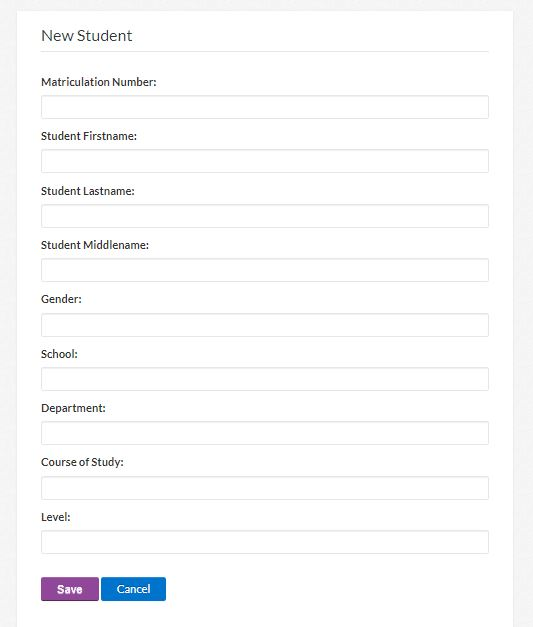 New Student
Matriculation Number:
Student Firstname:
Student Lastname:
Student Middlename:
Gender:
School:
Department:
Course of Study:
Level:
Save Cancel